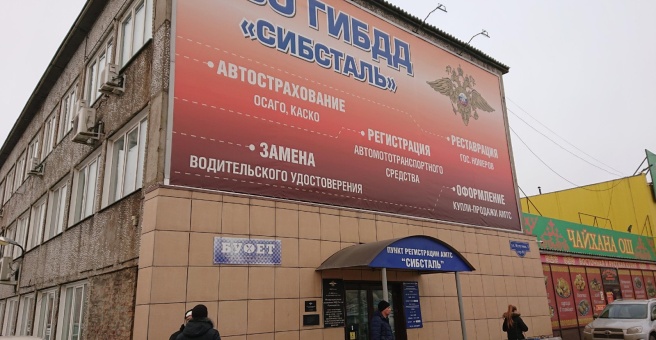 ГИБДД
«СИБСТАЛЬ»
• АВТОСТРАХОВАНИЕ
ОСАГО, КАСКО
• ЗАМЕНА
ВОДИТЕЛЬСКОГО УДОСТОВЕРЕНИЯ
• РЕГИСТРАЦИЯ
АВТОМОТОТРАНСПОРТНОГО
СРЕДСТВА
• РЕСТАВРАЦИЯ
ГОС. НОМЕРОВ
• ОФОРМЛЕНИЕ
КУПЛИ-ПРОДАЖИ АМТС
БУФЕТ
ПУНКТ РЕГИСТРАЦИИ АМТС
"СИБСТАЛЬ"
ЧАЙХАНА ОШ